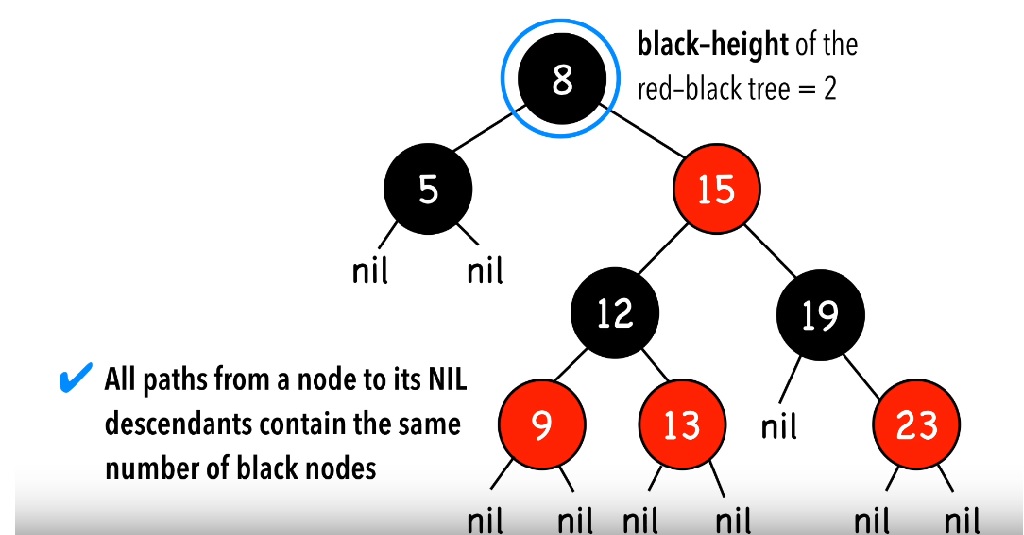 8
black-height of the
red-black tree = 2
5
15
nil
nil
12
19
✔ All paths from a node to its NIL
descendants contain the same
number of black nodes
9
13
nil
23
nil
nil
nil
nil
nil
nil